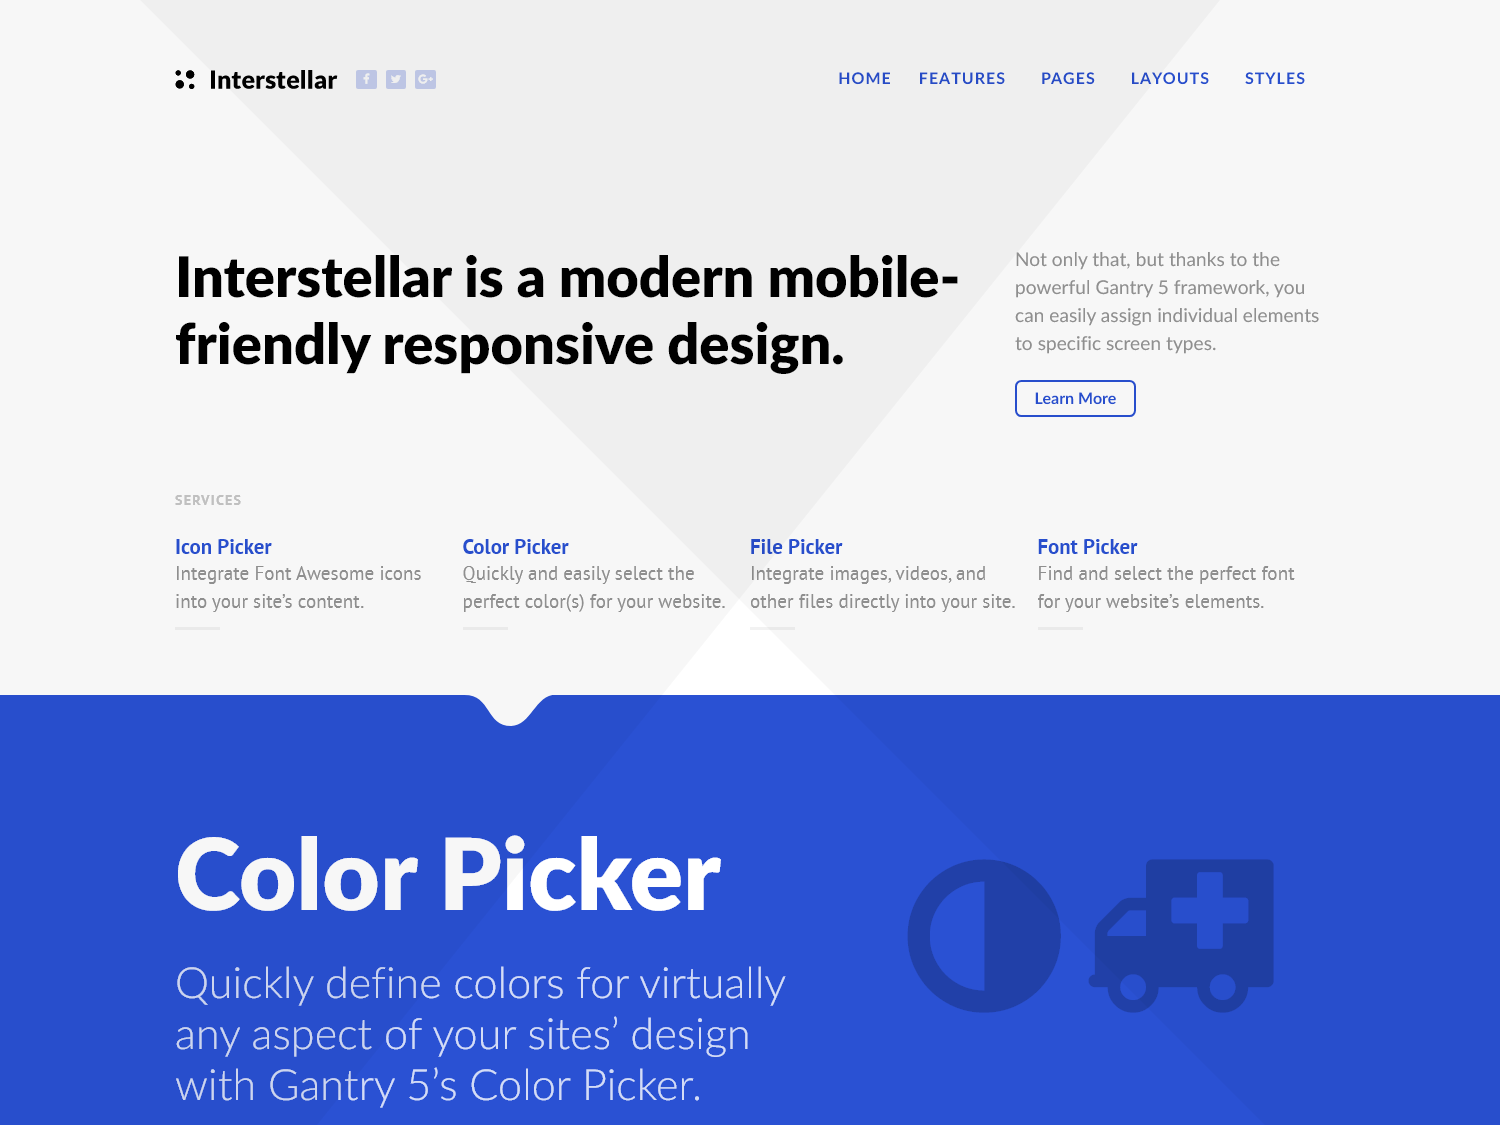 Interstellar
HOME FEATURES PAGES LAYOUTS STYLES
Interstellar is a modern mobile-
friendly responsive design.
Not only that, but thanks to the
powerful Gantry 5 framework, you
can easily assign individual elements
to specific screen types.
Learn More
SERVICES
Icon Picker
Integrate Font Awesome icons
into your site’s content.
Color Picker
Quickly and easily select the
perfect color(s) for your website.
File Picker
Integrate images, videos, and
other files directly into your site.
Font Picker
Find and select the perfect font
for your website’s elements.
Color Picker
Quickly define colors for virtually
any aspect of your sites’ design
with Gantry 5’s Color Picker.